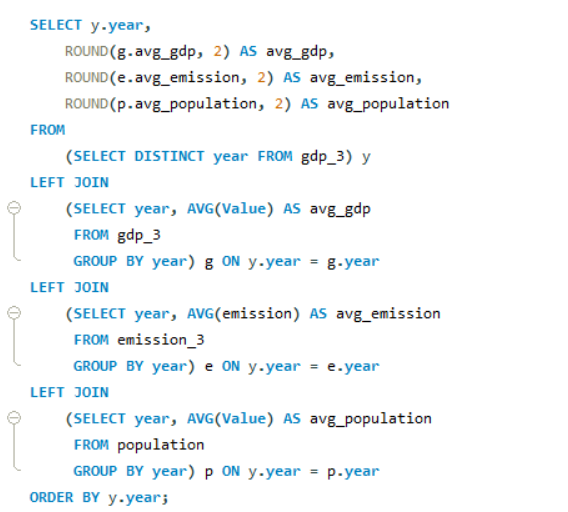 SELECT y.year,
ROUND(g.avg_gdp, 2) AS avg_gdp,
ROUND(e.avg_emission, 2) AS avg_emission,
ROUND(p.avg_population, 2) AS avg_population
FROM
(SELECT DISTINCT year FROM gdp_3) y
LEFT JOIN
(SELECT year, AVG(Value) AS avg_gdp
FROM gdp_3
GROUP BY year) g ON y.year = g.year
LEFT JOIN
(SELECT year, AVG(emission) AS avg_emission
FROM emission_3
GROUP BY year) e ON y.year = e.year
LEFT JOIN
(SELECT year, AVG(Value) AS avg_population
FROM population
GROUP BY year) p ON y.year = p.year
ORDER BY y.year;